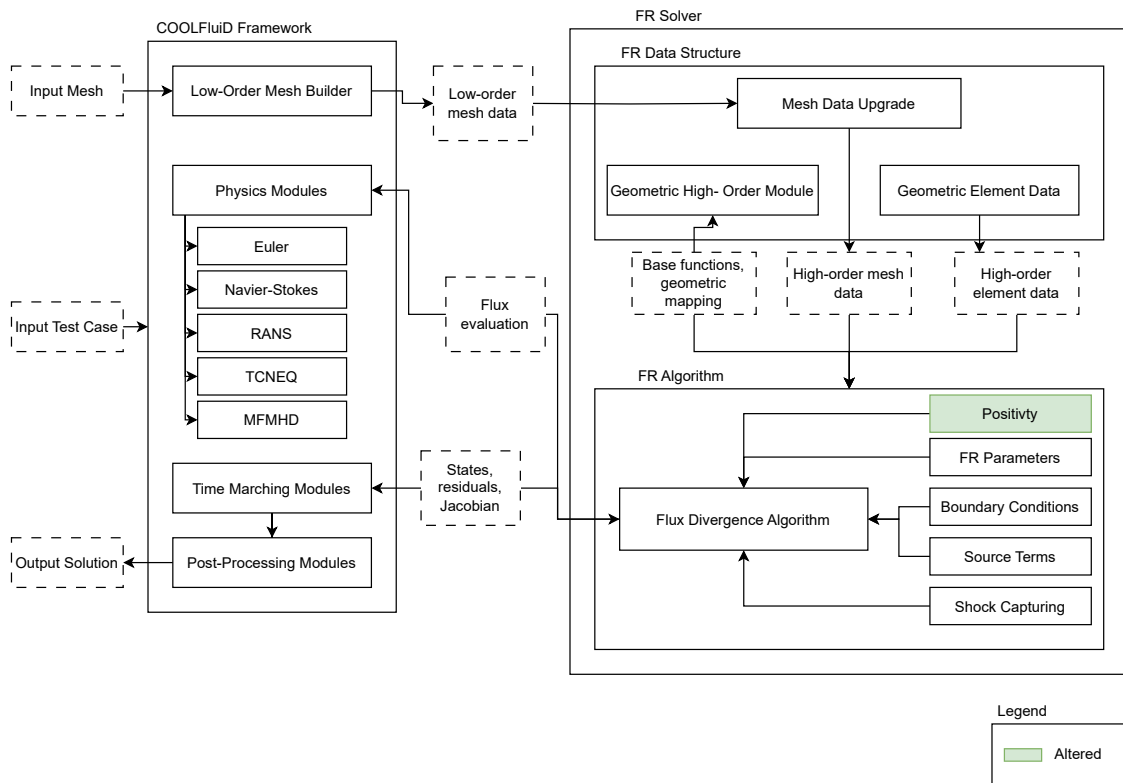 COOLFluiD Framework
FR Solver
FR Data Structure
Input Mesh
Low-Order Mesh Builder
Low-order
mesh data
Mesh Data Upgrade
Physics Modules
Geometric High- Order Module
Geometric Element Data
Euler
Navier-Stokes
RANS
TCNEQ
MFMHD
Input Test Case
Flux
evaluation
Base functions,
geometric
mapping
High-order mesh
data
High-order
element data
FR Algorithm
Positivty
FR Parameters
Boundary Conditions
Source Terms
Shock Capturing
Flux Divergence Algorithm
States,
residuals,
Jacobian
Time Marching Modules
Post-Processing Modules
Output Solution
Legend
Altered